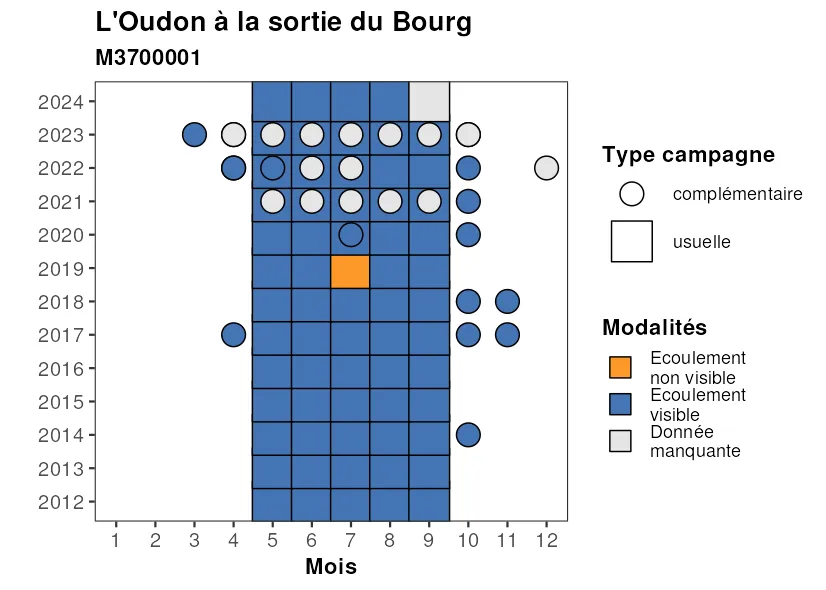 L'Oudon à la sortie du Bourg
M3700001
2024
2023
2022
2021
2020
2019
2018
2017
2016
2015
2014
2013
2012
1 2 3 4 5 6 7 8 9 10 11 12
Mois
Type campagne
complémentaire
usuelle
Modalités
Ecoulement
non visible
Ecoulement
visible
Donnée
manquante